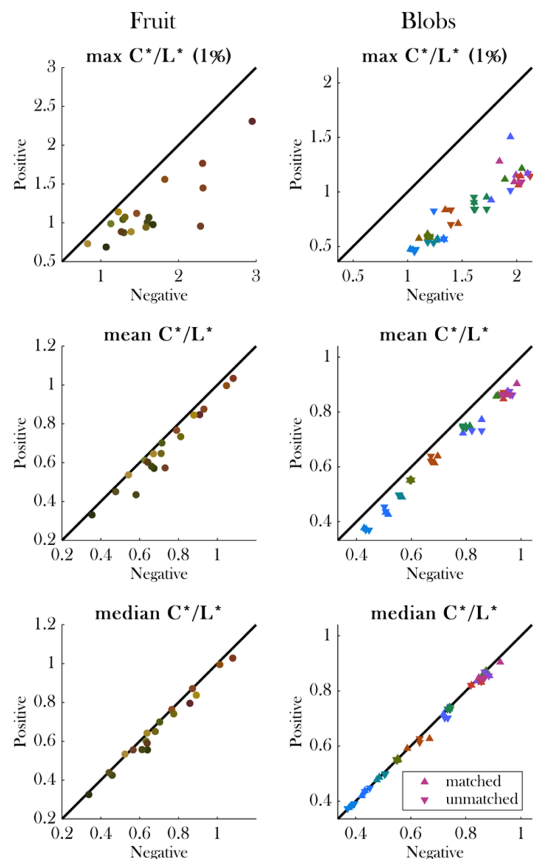 Fruit
Blobs
max C*/L* (1%)
max C*/L* (1%)
3
2.5
2
1.5
1
0.5
1
2
3
Positive
Negative
2
1.5
1
0.5
0.5
1
1.5
2
Positive
Negative
mean C*/L*
mean C*/L*
1.2
1
0.8
0.6
0.4
0.2
0.2
0.4
0.6
0.8
1
Positive
Negative
1
0.8
0.6
0.4
0.4
0.6
0.8
1
Positive
Negative
median C*/L*
median C*/L*
1.2
1
0.8
0.6
0.4
0.2
0.2
0.4
0.6
0.8
1
Positive
Negative
1
0.8
0.6
0.4
0.4
0.6
0.8
1
Positive
Negative
matched
unmatched